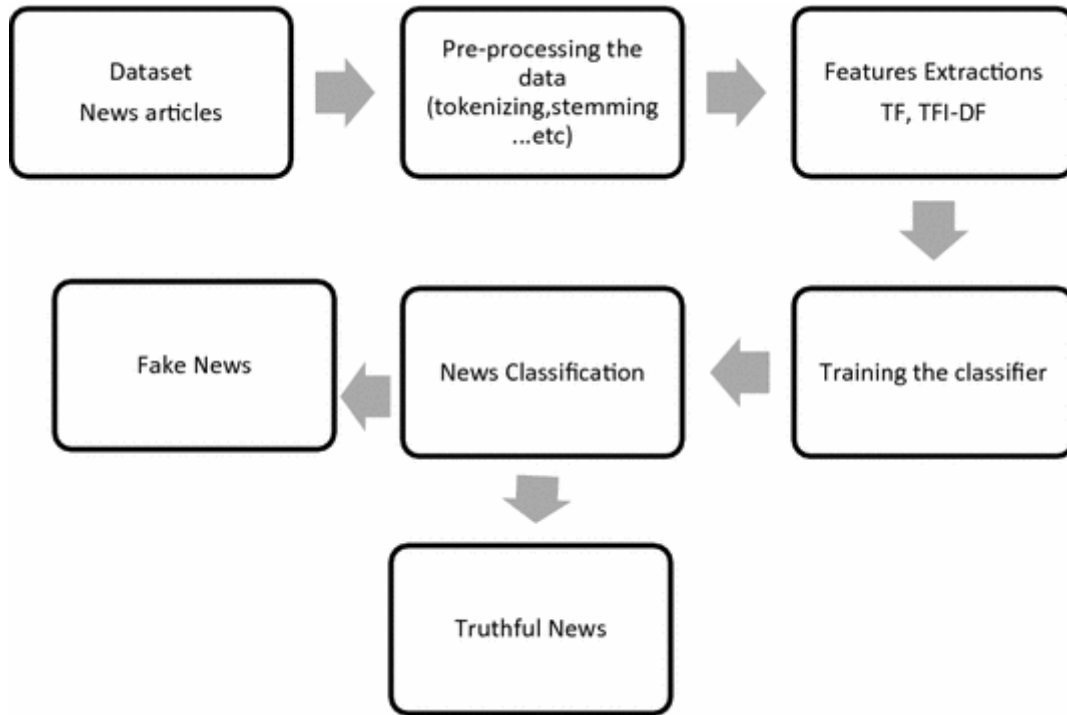 Dataset
News articles
Pre-processing the
data
(tokenizing,stemming
...etc)
Features Extractions
TF, TFI-DF
Fake News
News Classification
Training the classifier
Truthful News